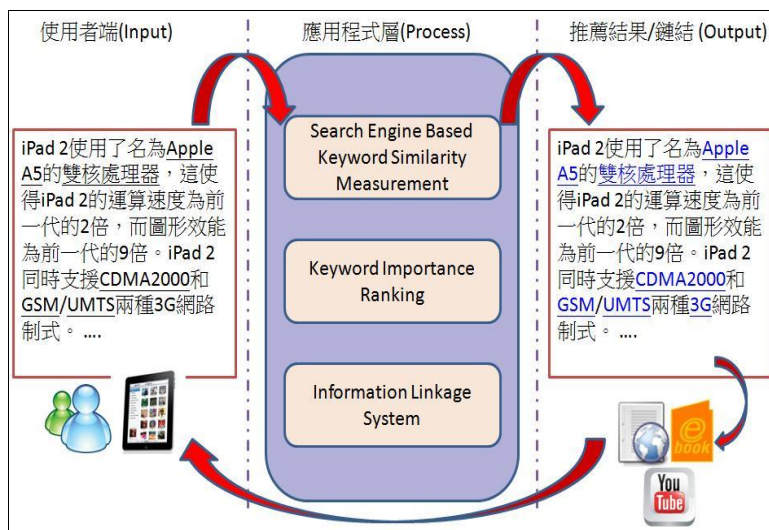 使用者端(Input)
應用程式層(Process)
推薦結果/鏈結 (Output)
iPad 2使用了名為Apple
A5的雙核處理器，這使
得iPad 2的運算速度為前
一代的2倍，而圖形效能
為前一代的9倍。iPad 2
同時支援CDMA2000和
GSM/UMTS兩種3G網路
制式。 ....
Search Engine Based
Keyword Similarity
Measurement
Keyword Importance
Ranking
Information Linkage
System
iPad 2使用了名為Apple
A5的雙核處理器，這使
得iPad 2的運算速度為前
一代的2倍，而圖形效能
為前一代的9倍。iPad 2
同時支援CDMA2000和
GSM/UMTS兩種3G網路
制式。 ....
e
book
You
Tube